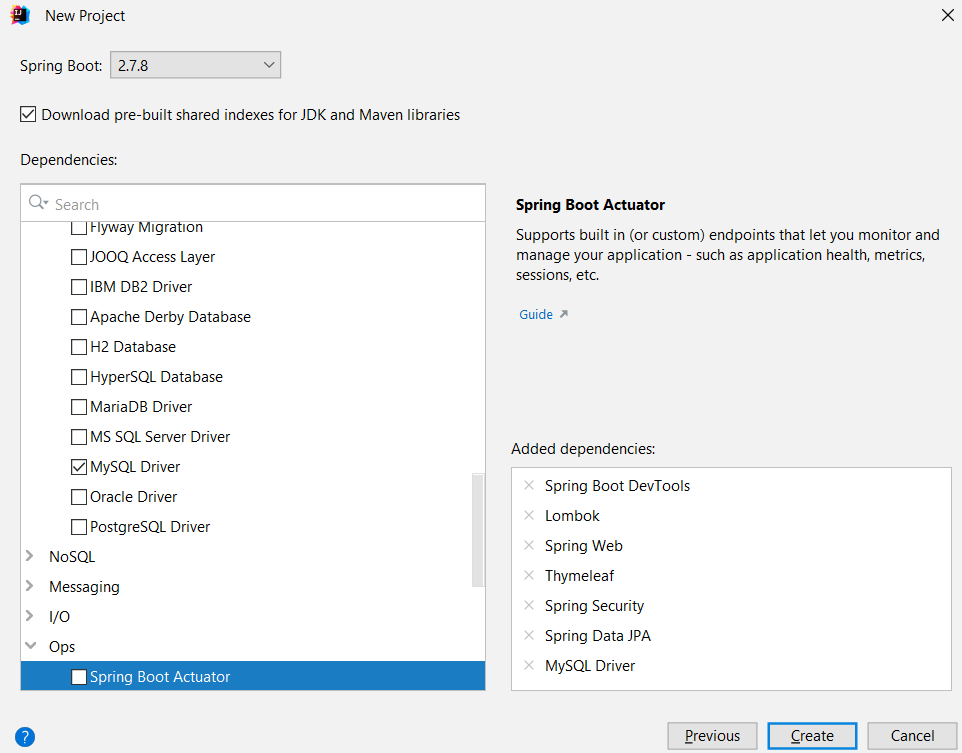 New Project
Spring Boot: 2.7.8
Download pre-built shared indexes for JDK and Maven libraries
Dependencies:
Search
Flyway Migration
JOOQ Access Layer
IBM DB2 Driver
Apache Derby Database
H2 Database
HyperSQL Database
MariaDB Driver
MS SQL Server Driver
MySQL Driver
Oracle Driver
PostgreSQL Driver
NoSQL
Messaging
I/O
Ops
Spring Boot Actuator
Spring Boot Actuator
Supports built in (or custom) endpoints that let you monitor and
manage your application - such as application health, metrics,
sessions, etc.
Guide
Added dependencies:
Spring Boot DevTools
Lombok
Spring Web
Thymeleaf
Spring Security
Spring Data JPA
MySQL Driver
?
Previous
Create
Cancel